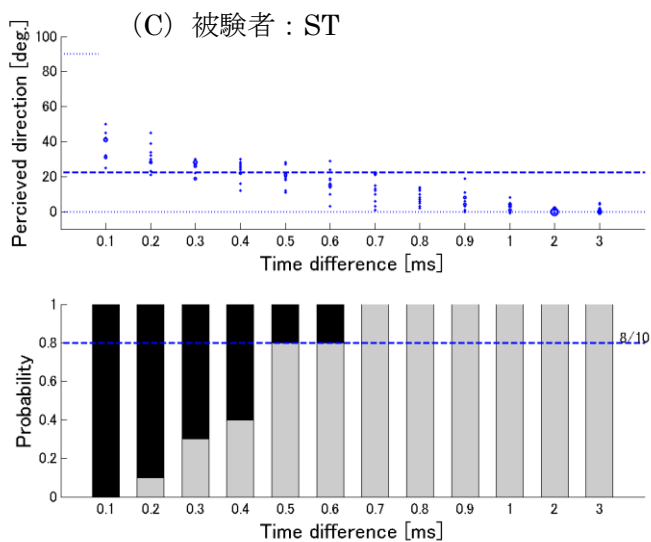 (C) 被験者：ST
Percieved direction [deg.]
100
80
60
40
20
0
0.1 0.2 0.3 0.4 0.5 0.6 0.7 0.8 0.9 1 2 3
Time difference [ms]
Probability
1
0.8
0.6
0.4
0.2
0
8/10
0.1 0.2 0.3 0.4 0.5 0.6 0.7 0.8 0.9 1 2 3
Time difference [ms]